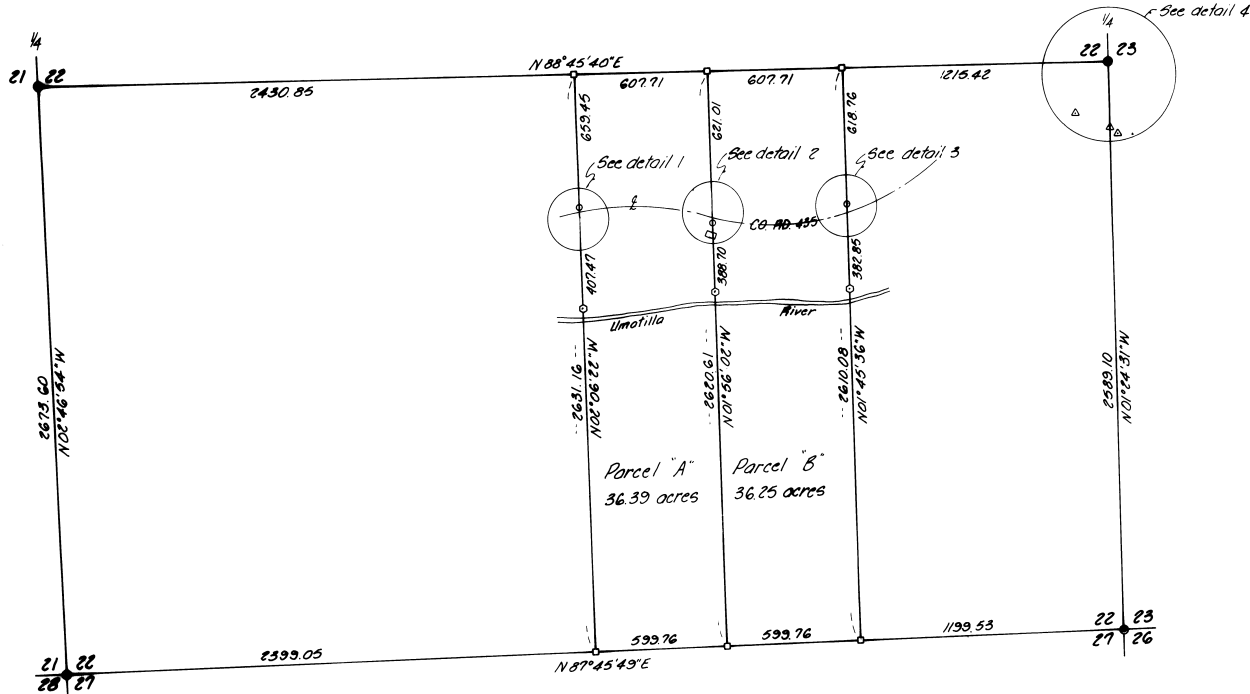 See detail 4
1/4
1/4
21 22
22 23
N 88°45'40"E
2430.85
607.71
607.71
1215.42
659.45
621.01
618.76
See detail 1
See detail 2
See detail 3
℄
CO. RD. 435
407.47
388.70
382.85
Umatilla
River
2673.60
N02°46'54"W
2631.16
N02°06'22"W
2620.61
N01°56'02"W
2610.08
N01°45'36"W
2589.10
N01°24'31"W
Parcel "A"
36.39 acres
Parcel "B"
36.25 acres
22 23
27 26
21 22
28 27
2399.05
599.76
599.76
1199.53
N 87°45'49"E